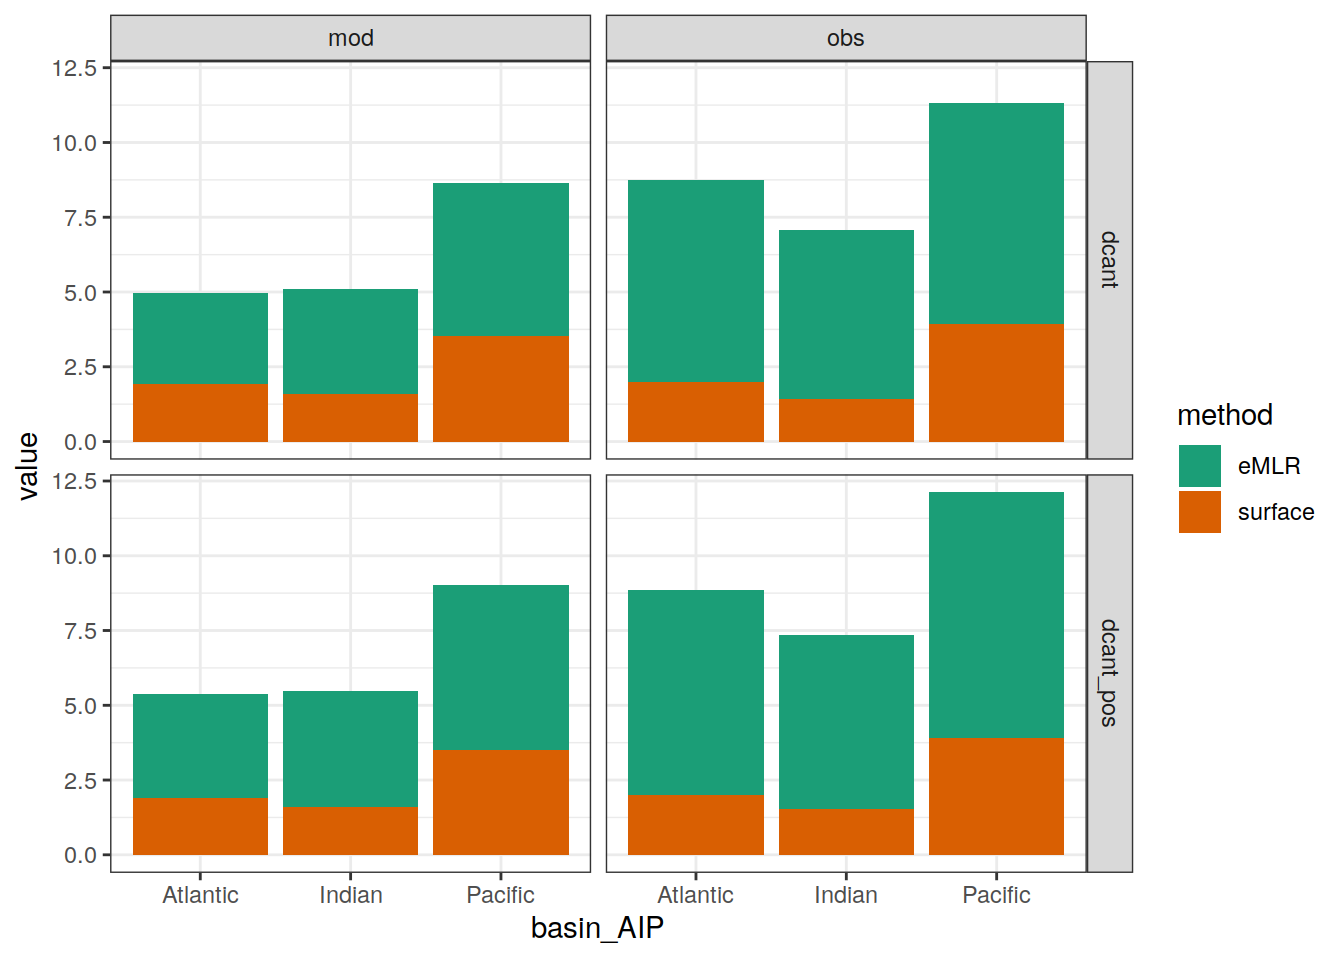 mod
obs
12.5
10.0
7.5
5.0
2.5
0.0
dcant
12.5
10.0
7.5
5.0
2.5
0.0
dcant_pos
value
Atlantic Indian Pacific
Atlantic Indian Pacific
basin_AIP
method
eMLR
surface